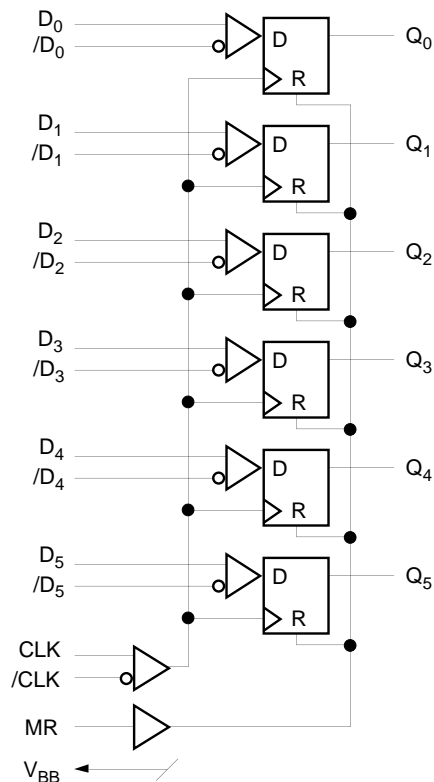 D0
/D0
D
R
Q0
D1
/D1
D
R
Q1
D2
/D2
D
R
Q2
D3
/D3
D
R
Q3
D4
/D4
D
R
Q4
D5
/D5
D
R
Q5
CLK
/CLK
MR
VBB